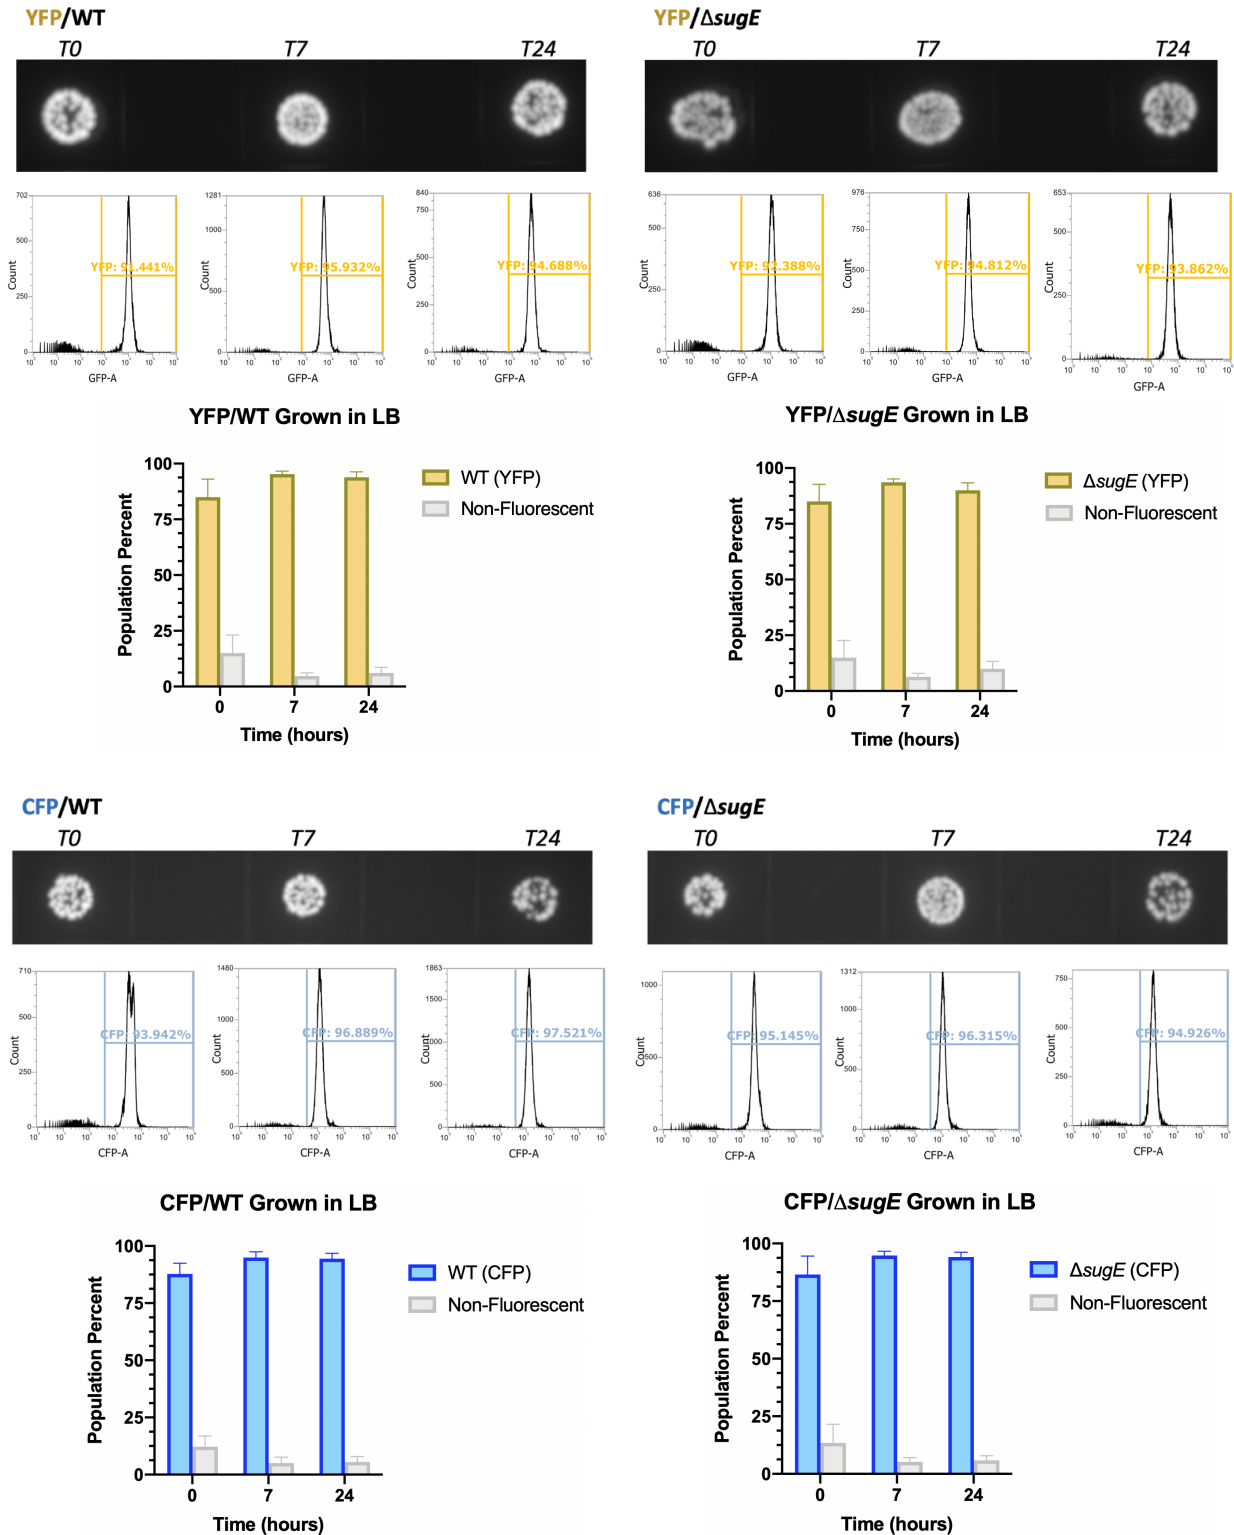 YFP/WT
T0 T7 T24
702
500
250
0
Count
YFP: 91.441%
GFP-A
1281
1000
500
0
Count
YFP: 95.932%
GFP-A
840
750
500
250
0
Count
YFP: 94.688%
GFP-A
YFP/WT Grown in LB
100
75
50
25
0
Population Percent
0 7 24
Time (hours)
WT (YFP)
Non-Fluorescent
YFP/ΔsugE
T0 T7 T24
636
500
250
0
Count
YFP: 92.388%
GFP-A
976
750
500
250
0
Count
YFP: 94.812%
GFP-A
653
500
250
0
Count
YFP: 93.862%
GFP-A
YFP/ΔsugE Grown in LB
100
75
50
25
0
Population Percent
0 7 24
Time (hours)
ΔsugE (YFP)
Non-Fluorescent
CFP/WT
T0 T7 T24
710
500
250
0
Count
CFP: 93.942%
CFP-A
1480
1000
500
0
Count
CFP: 96.889%
CFP-A
1863
1500
1000
500
0
Count
CFP: 97.521%
CFP-A
CFP/WT Grown in LB
100
75
50
25
0
Population Percent
0 7 24
Time (hours)
WT (CFP)
Non-Fluorescent
CFP/ΔsugE
T0 T7 T24
1000
500
0
Count
CFP: 95.145%
CFP-A
1312
1000
500
0
Count
CFP: 96.315%
CFP-A
750
500
250
0
Count
CFP: 94.926%
CFP-A
CFP/ΔsugE Grown in LB
100
75
50
25
0
Population Percent
0 7 24
Time (hours)
ΔsugE (CFP)
Non-Fluorescent